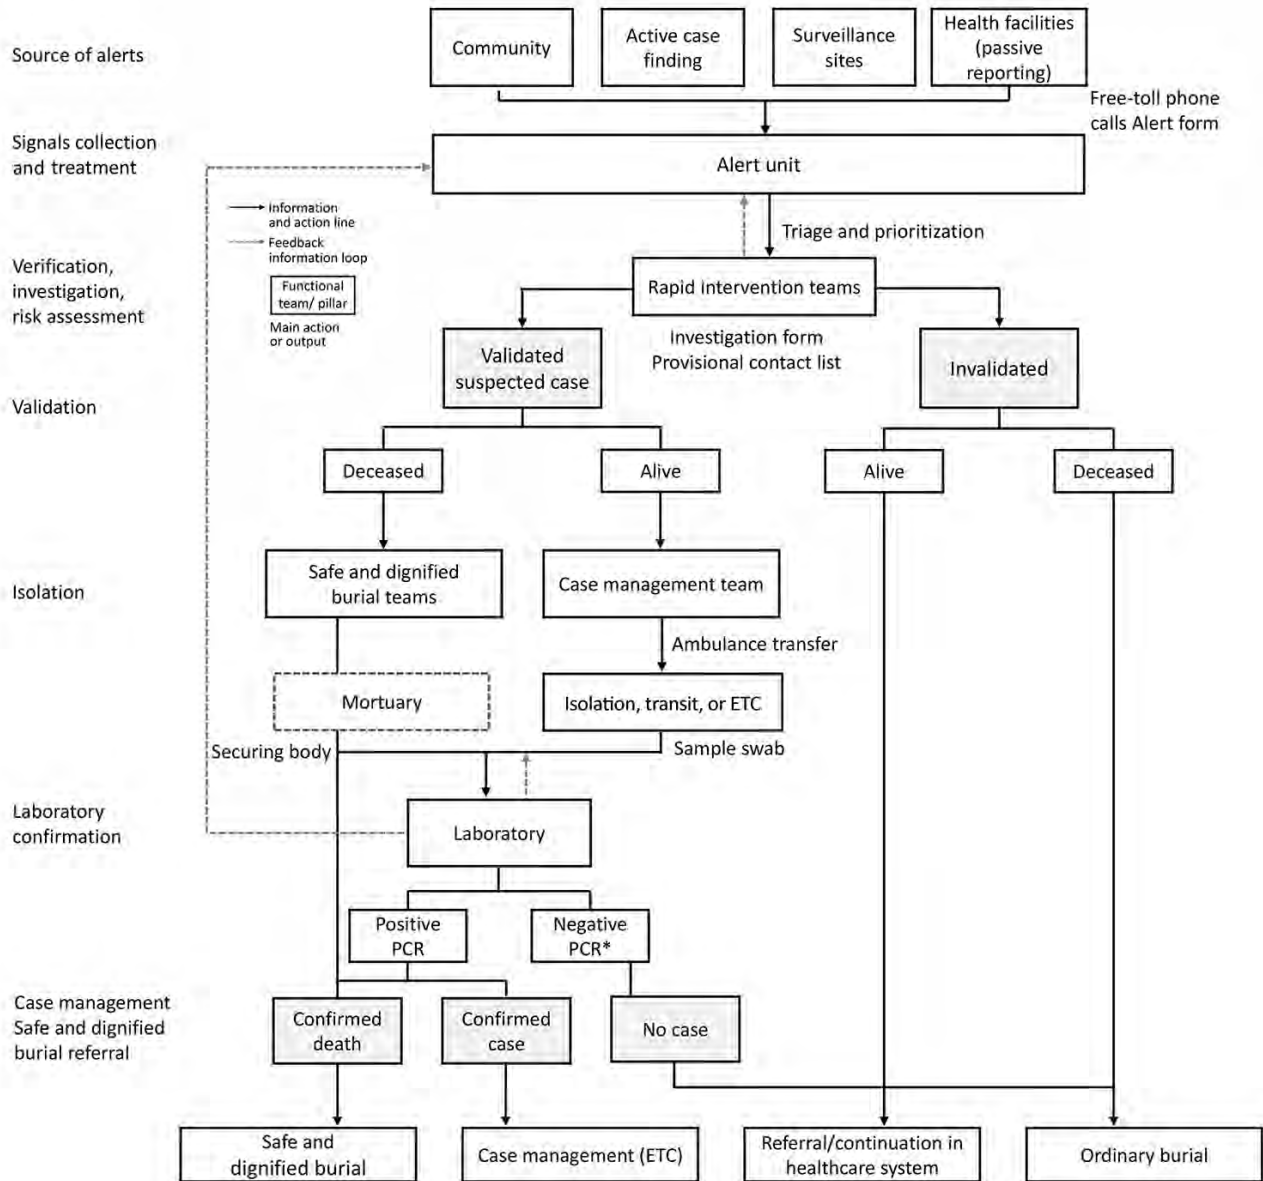 Source of alerts
Community
Active case
finding
Surveillance
sites
Health facilities
(passive
reporting)
Free-toll phone
calls Alert form
Signals collection
and treatment
Alert unit
Information
and action line
Feedback
information loop
Functional
team/ pillar
Main action
or output
Triage and prioritization
Verification,
investigation,
risk assessment
Rapid intervention teams
Investigation form
Provisional contact list
Validated
suspected case
Invalidated
Validation
Deceased
Alive
Alive
Deceased
Isolation
Safe and dignified
burial teams
Case management team
Ambulance transfer
Mortuary
Isolation, transit, or ETC
Securing body
Sample swab
Laboratory
confirmation
Laboratory
Positive
PCR
Negative
PCR*
Case management
Safe and dignified
burial referral
Confirmed
death
Confirmed
case
No case
Safe and
dignified burial
Case management (ETC)
Referral/continuation in
healthcare system
Ordinary burial